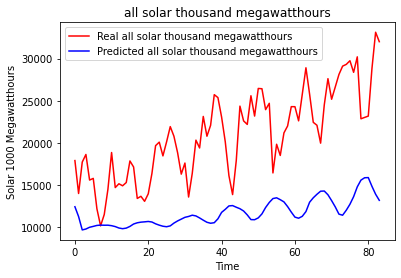 all solar thousand megawatthours
Real all solar thousand megawatthours
Predicted all solar thousand megawatthours
Solar 1000 Megawatthours
30000
25000
20000
15000
10000
0
20
40
60
80
Time